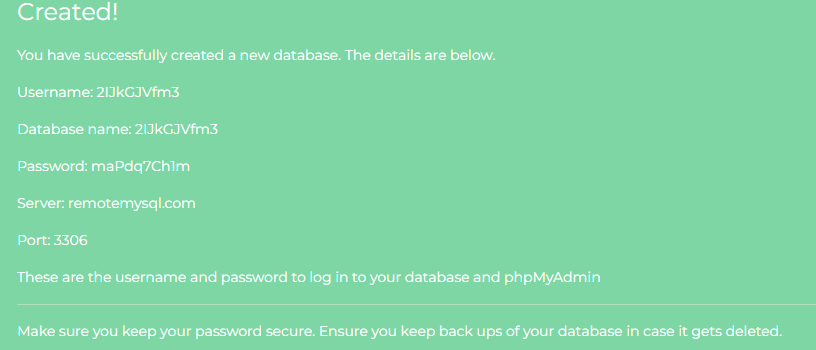 Created!
You have successfully created a new database. The details are below.
Username: 2IJkGJVfm3
Database name: 2IJkGJVfm3
Password: maPdq7Ch1m
Server: remotemysql.com
Port: 3306
These are the username and password to log in to your database and phpMyAdmin
Make sure you keep your password secure. Ensure you keep back ups of your database in case it gets deleted.